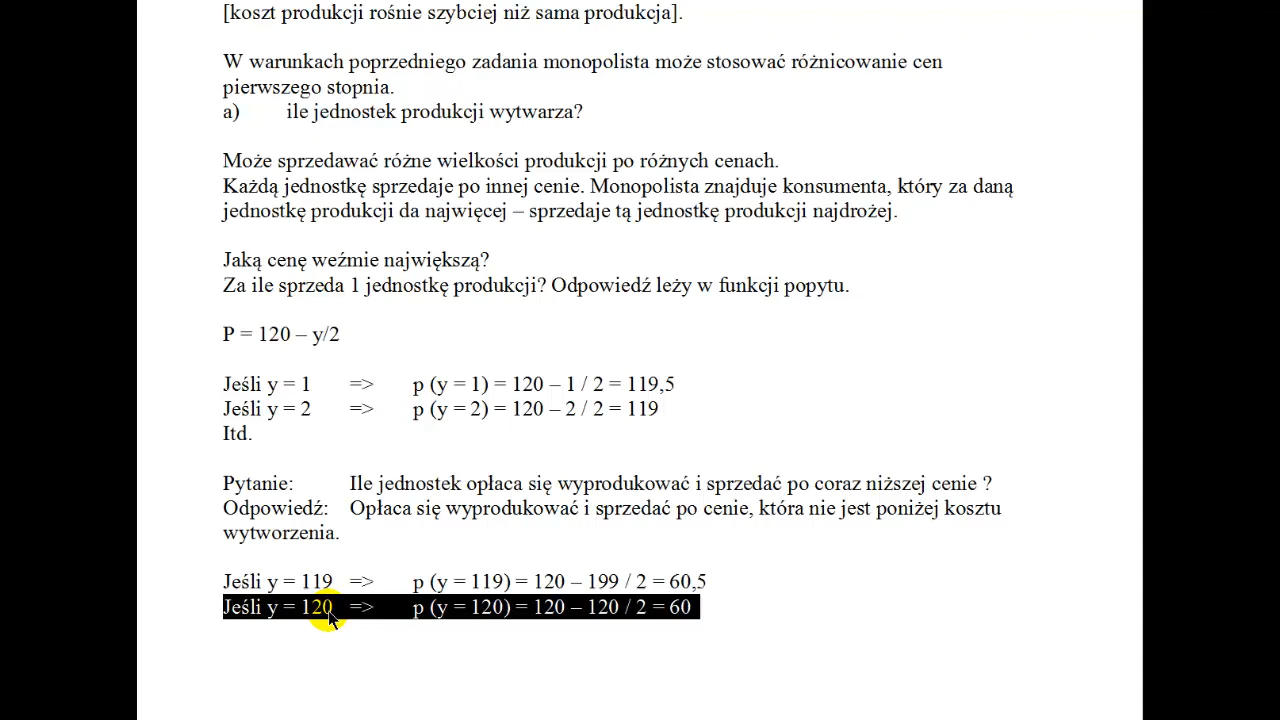 [koszt produkcji rośnie szybciej niż sama produkcja].
W warunkach poprzedniego zadania monopolista może stosować różnicowanie cen
pierwszego stopnia.
a) ile jednostek produkcji wytwarza?
Może sprzedawać różne wielkości produkcji po różnych cenach.
Każdą jednostkę sprzedaje po innej cenie. Monopolista znajduje konsumenta, który za daną
jednostkę produkcji da najwięcej – sprzedaje tą jednostkę produkcji najdrożej.
Jaką cenę weźmie największą?
Za ile sprzeda 1 jednostkę produkcji? Odpowiedź leży w funkcji popytu.
P = 120 – y/2
Jeśli y = 1 => p (y = 1) = 120 – 1 / 2 = 119,5
Jeśli y = 2 => p (y = 2) = 120 – 2 / 2 = 119
Itd.
Pytanie: Ile jednostek opłaca się wyprodukować i sprzedać po coraz niższej cenie ?
Odpowiedź: Opłaca się wyprodukować i sprzedać po cenie, która nie jest poniżej kosztu
wytworzenia.
Jeśli y = 119 => p (y = 119) = 120 – 199 / 2 = 60,5
Jeśli y = 120 => p (y = 120) = 120 – 120 / 2 = 60